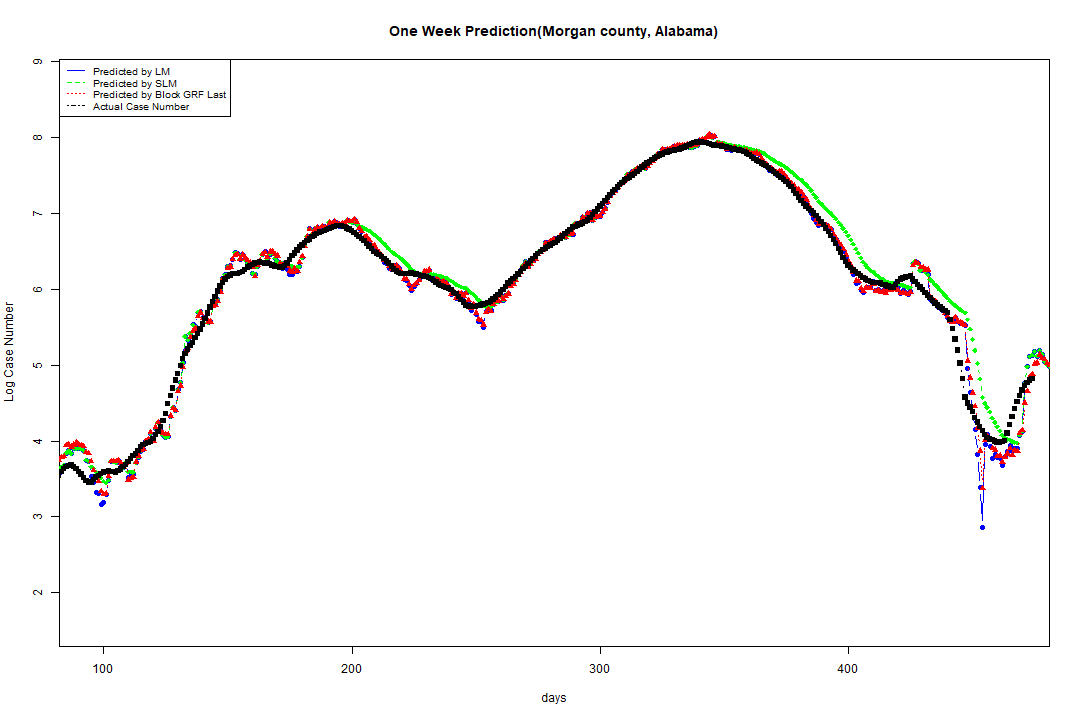 One Week Prediction(Morgan county, Alabama)
Predicted by LM
Predicted by SLM
Predicted by Block GRF Last
Actual Case Number
9
8
7
6
5
4
3
2
Log Case Number
100 200 300 400
days